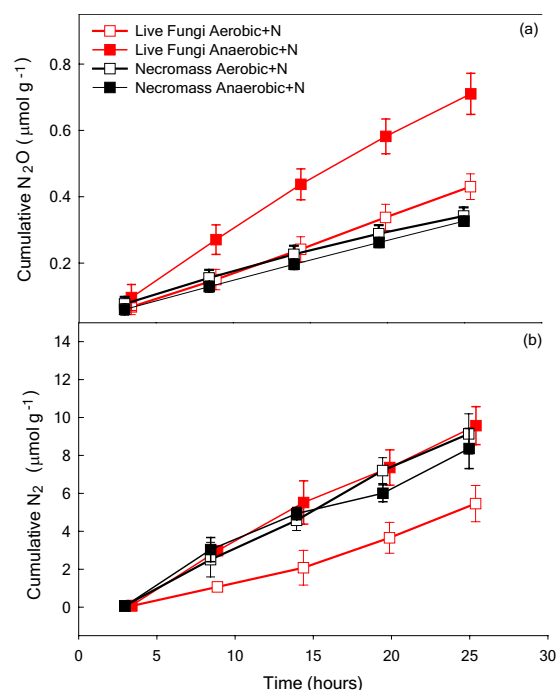 (a)
Live Fungi Aerobic+N
Live Fungi Anaerobic+N
Necromass Aerobic+N
Necromass Anaerobic+N
0.8
0.6
0.4
0.2
Cumulative N₂O (μmol g⁻¹)
(b)
14
12
10
8
6
4
2
0
Cumulative N₂ (μmol g⁻¹)
0 5 10 15 20 25 30
Time (hours)